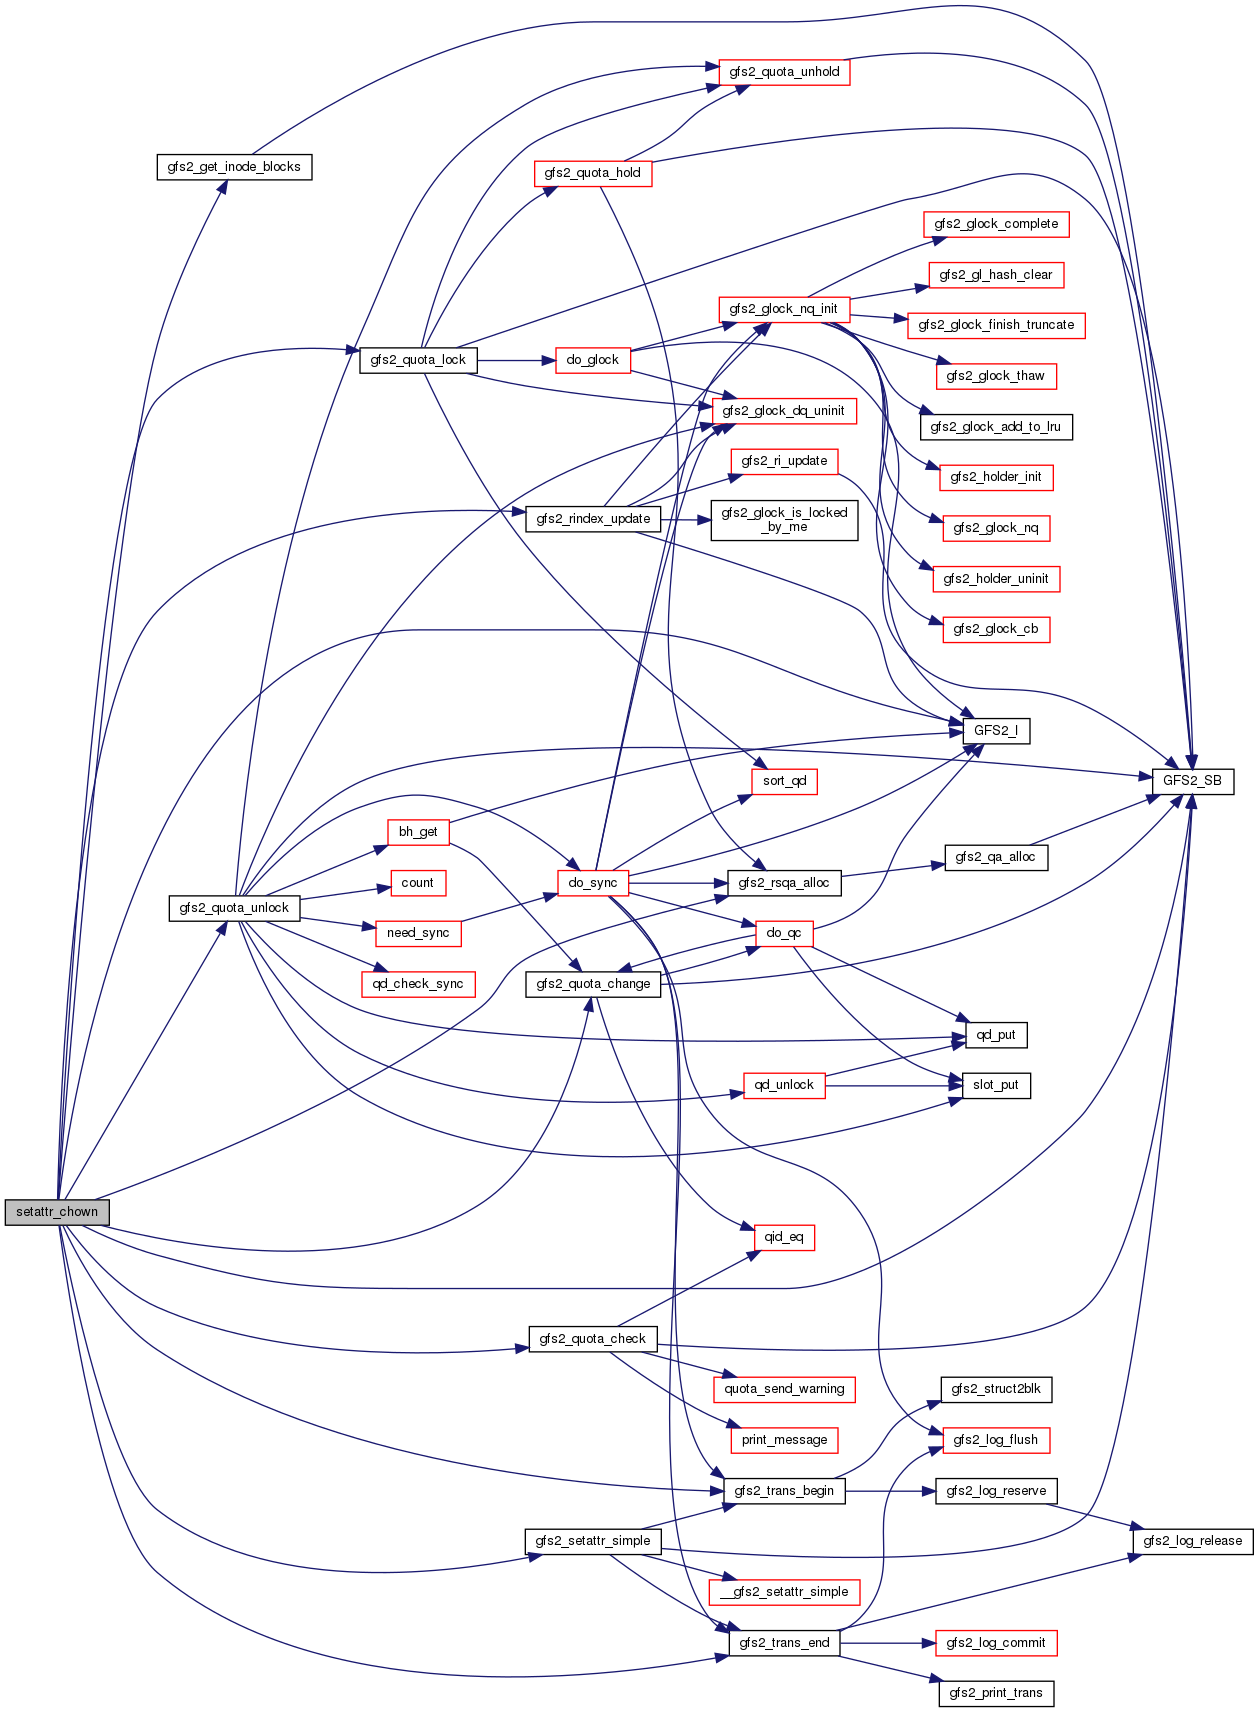 gfs2_quota_unhold
gfs2_get_inode_blocks
gfs2_quota_hold
gfs2_glock_complete
gfs2_gl_hash_clear
gfs2_glock_nq_init
gfs2_glock_finish_truncate
gfs2_quota_lock
do_glock
gfs2_glock_thaw
gfs2_glock_dq_uninit
gfs2_glock_add_to_lru
gfs2_ri_update
gfs2_holder_init
gfs2_rindex_update
gfs2_glock_is_locked
_by_me
gfs2_glock_nq
gfs2_holder_uninit
gfs2_glock_cb
GFS2_I
sort_qd
GFS2_SB
bh_get
gfs2_qa_alloc
count
do_sync
gfs2_rsqa_alloc
gfs2_quota_unlock
need_sync
do_qc
qd_check_sync
gfs2_quota_change
qd_put
qd_unlock
slot_put
setattr_chown
qid_eq
gfs2_quota_check
quota_send_warning
gfs2_struct2blk
print_message
gfs2_log_flush
gfs2_trans_begin
gfs2_log_reserve
gfs2_setattr_simple
gfs2_log_release
__gfs2_setattr_simple
gfs2_trans_end
gfs2_log_commit
gfs2_print_trans